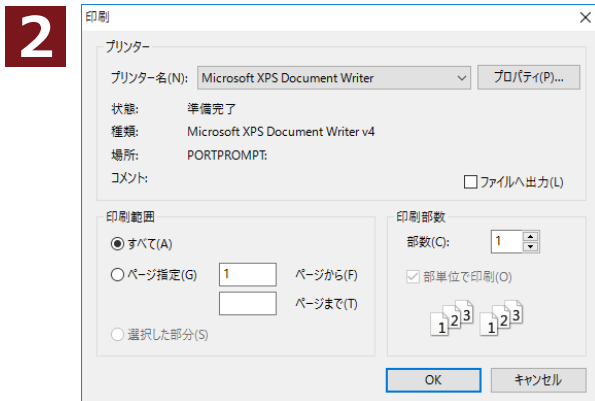 2
印刷
プリンター
プリンター名(N): Microsoft XPS Document Writer プロパティ(P)...
状態: 準備完了
種類: Microsoft XPS Document Writer v4
場所: PORTPROMPT:
コメント: ファイルへ出力(L)
印刷範囲 印刷部数
すべて(A) 部数(C): 1
ページ指定(G) 1 ページから(F) 部単位で印刷(O)
ページまで(T)
1 2 3 1 2 3
選択した部分(S)
OK キャンセル